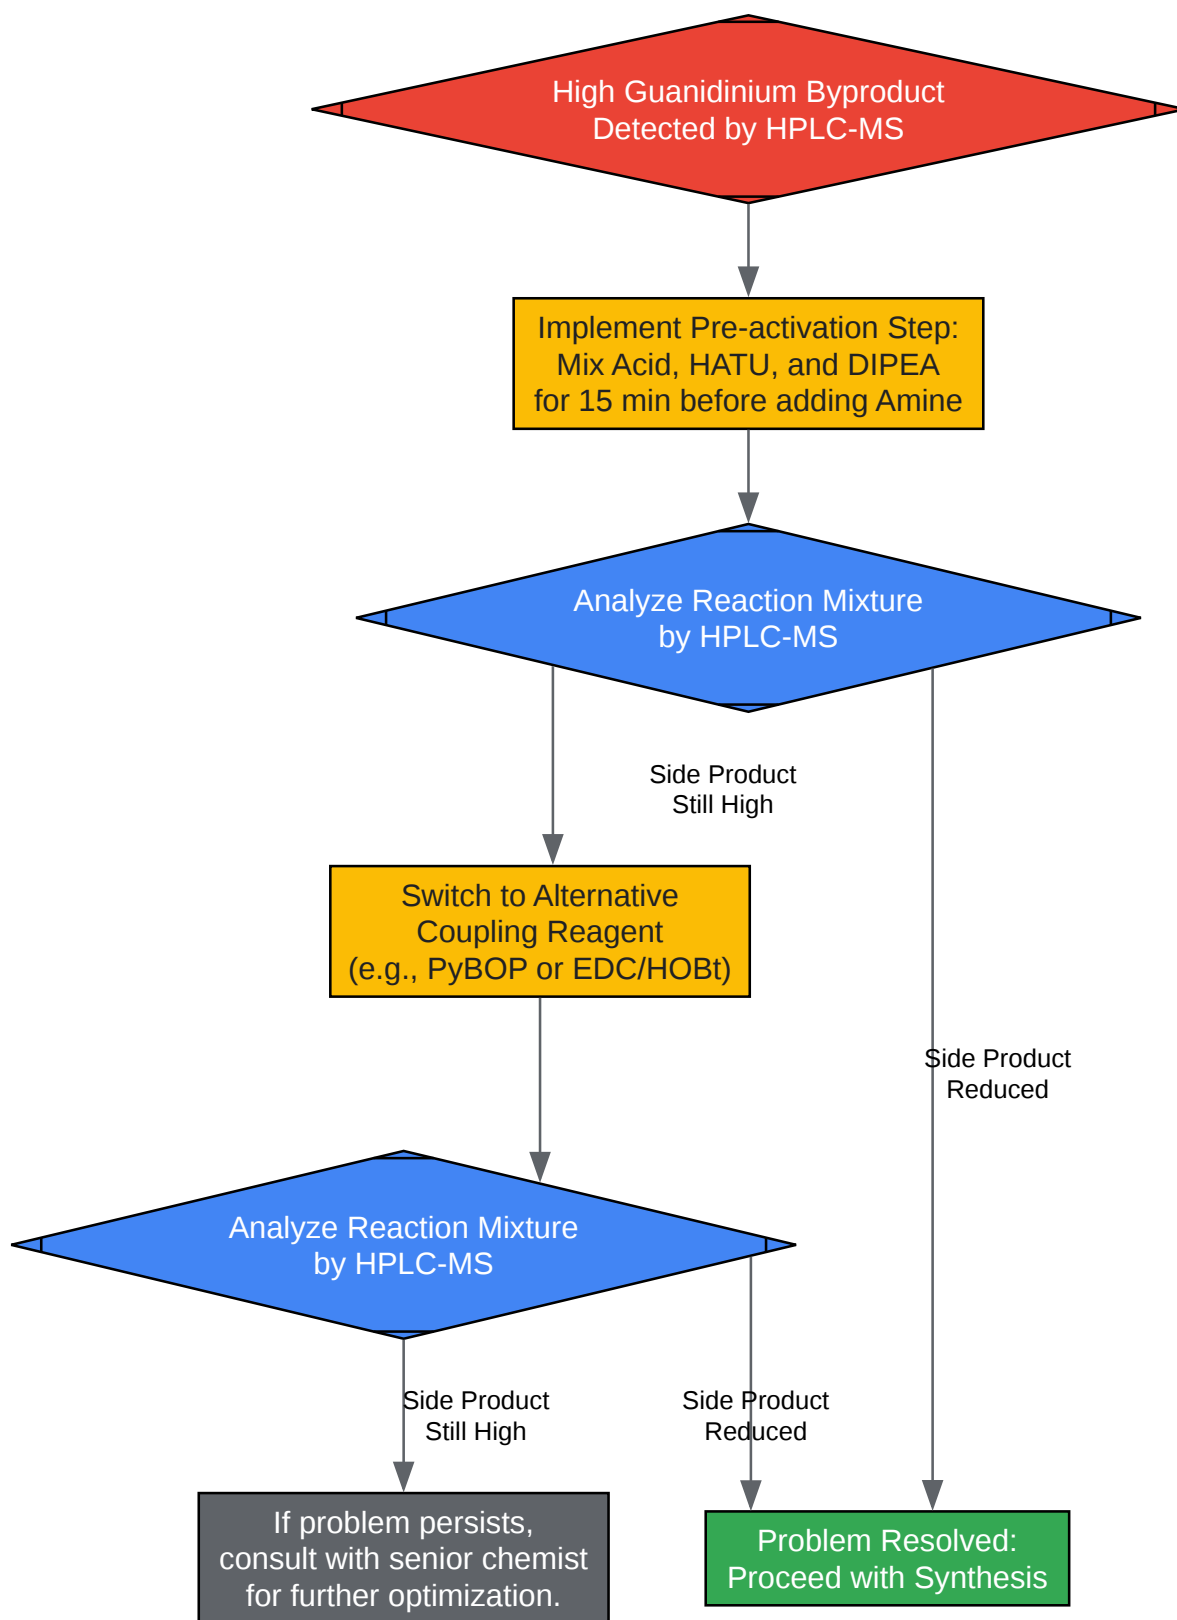 High Guanidinium Byproduct
Detected by HPLC-MS
Implement Pre-activation Step:
Mix Acid, HATU, and DIPEA
for 15 min before adding Amine
Analyze Reaction Mixture
by HPLC-MS
Side Product
Still High
Switch to Alternative
Coupling Reagent
(e.g., PyBOP or EDC/HOBt)
Side Product
Reduced
Analyze Reaction Mixture
by HPLC-MS
Side Product
Still High
Side Product
Reduced
If problem persists,
consult with senior chemist
for further optimization.
Problem Resolved:
Proceed with Synthesis